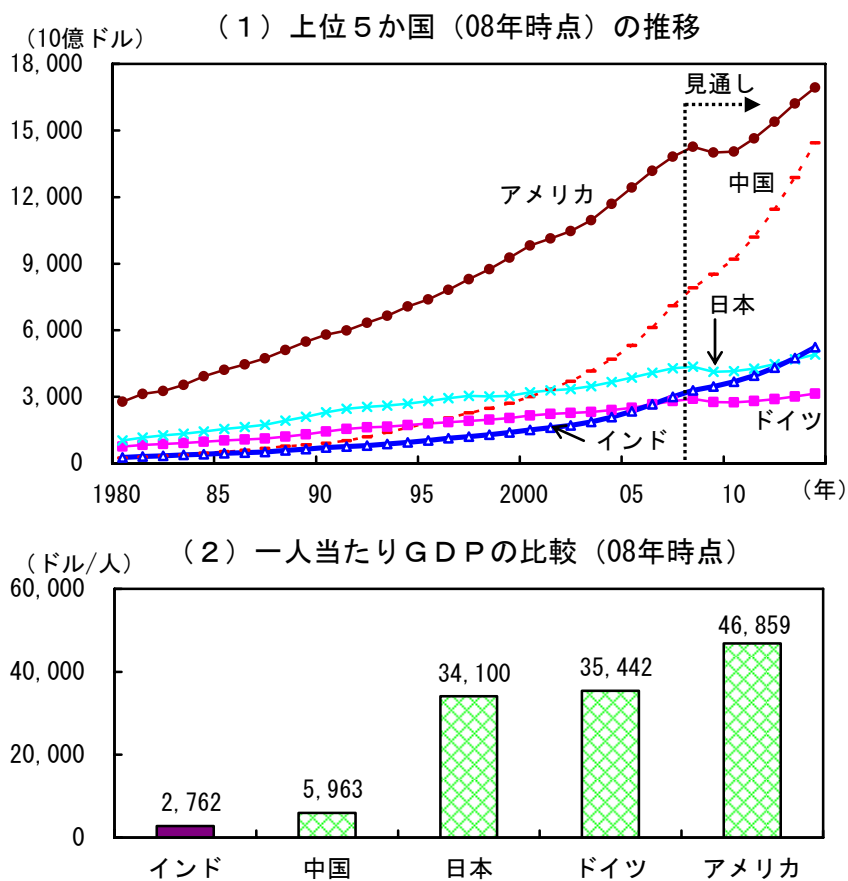 （１）上位５か国（08年時点）の推移
（10億ドル）
18,000
15,000
12,000
9,000
6,000
3,000
0
見通し
アメリカ
中国
日本
インド
ドイツ
1980 85 90 95 2000 05 10 （年）
（２）一人当たりＧＤＰの比較（08年時点）
（ドル/人）
60,000
40,000
20,000
0
2,762
5,963
34,100
35,442
46,859
インド 中国 日本 ドイツ アメリカ